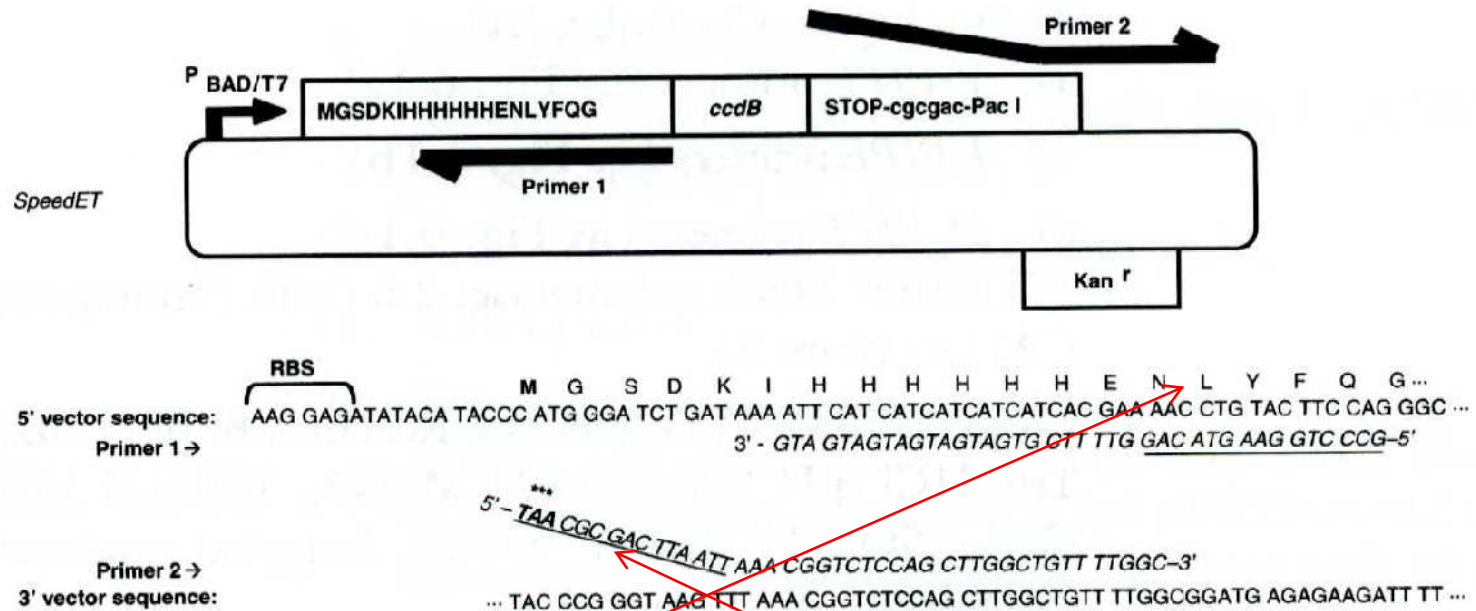 Primer 2
P BAD/T7
MGSDKIHHHHHHENLYFQG
ccdB
STOP-cgcgac-Pac I
Primer 1
SpeedET
Kan r
RBS
M G S D K I H H H H H H E N L Y F Q G...
5' vector sequence: AAG GAGATATACA TACCC ATG GGA TCT GAT AAA ATT CAT CATCATCATCATCAC GAA AAC CTG TAC TTC CAG GGC ...
Primer 1 → 3' - GTA GTAGTAGTAGTAGTG CTT TTG GACATG AAG GTC CCG–5'
***
5' – TAA CGC GAC TTA ATT AAA CGGTCTCCAG CTTGGCTGTT TTGGC–3'
Primer 2 →
3' vector sequence: ... TAC CCG GGT AAG TTT AAA CGGTCTCCAG CTTGGCTGTT TTGGCGGATG AGAGAAGATT TT ...